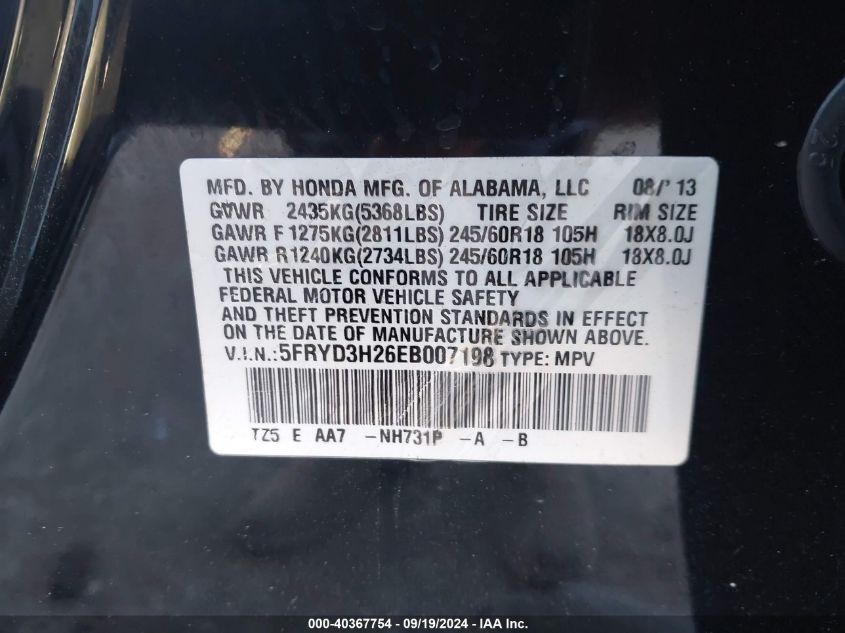 MFD. BY HONDA MFG. OF ALABAMA, LLC 08/'13
GVWR 2435KG(5368LBS) TIRE SIZE RIM SIZE
GAWR F 1275KG(2811LBS) 245/60R18 105H 18X8.0J
GAWR R 1240KG(2734LBS) 245/60R18 105H 18X8.0J
THIS VEHICLE CONFORMS TO ALL APPLICABLE
FEDERAL MOTOR VEHICLE SAFETY
AND THEFT PREVENTION STANDARDS IN EFFECT
ON THE DATE OF MANUFACTURE SHOWN ABOVE.
V.I.N.:5FRYD3H26EB007198 TYPE: MPV
TZ5 E AA7 -NH731P -A -B
000-40367754 - 09/19/2024 - IAA Inc.